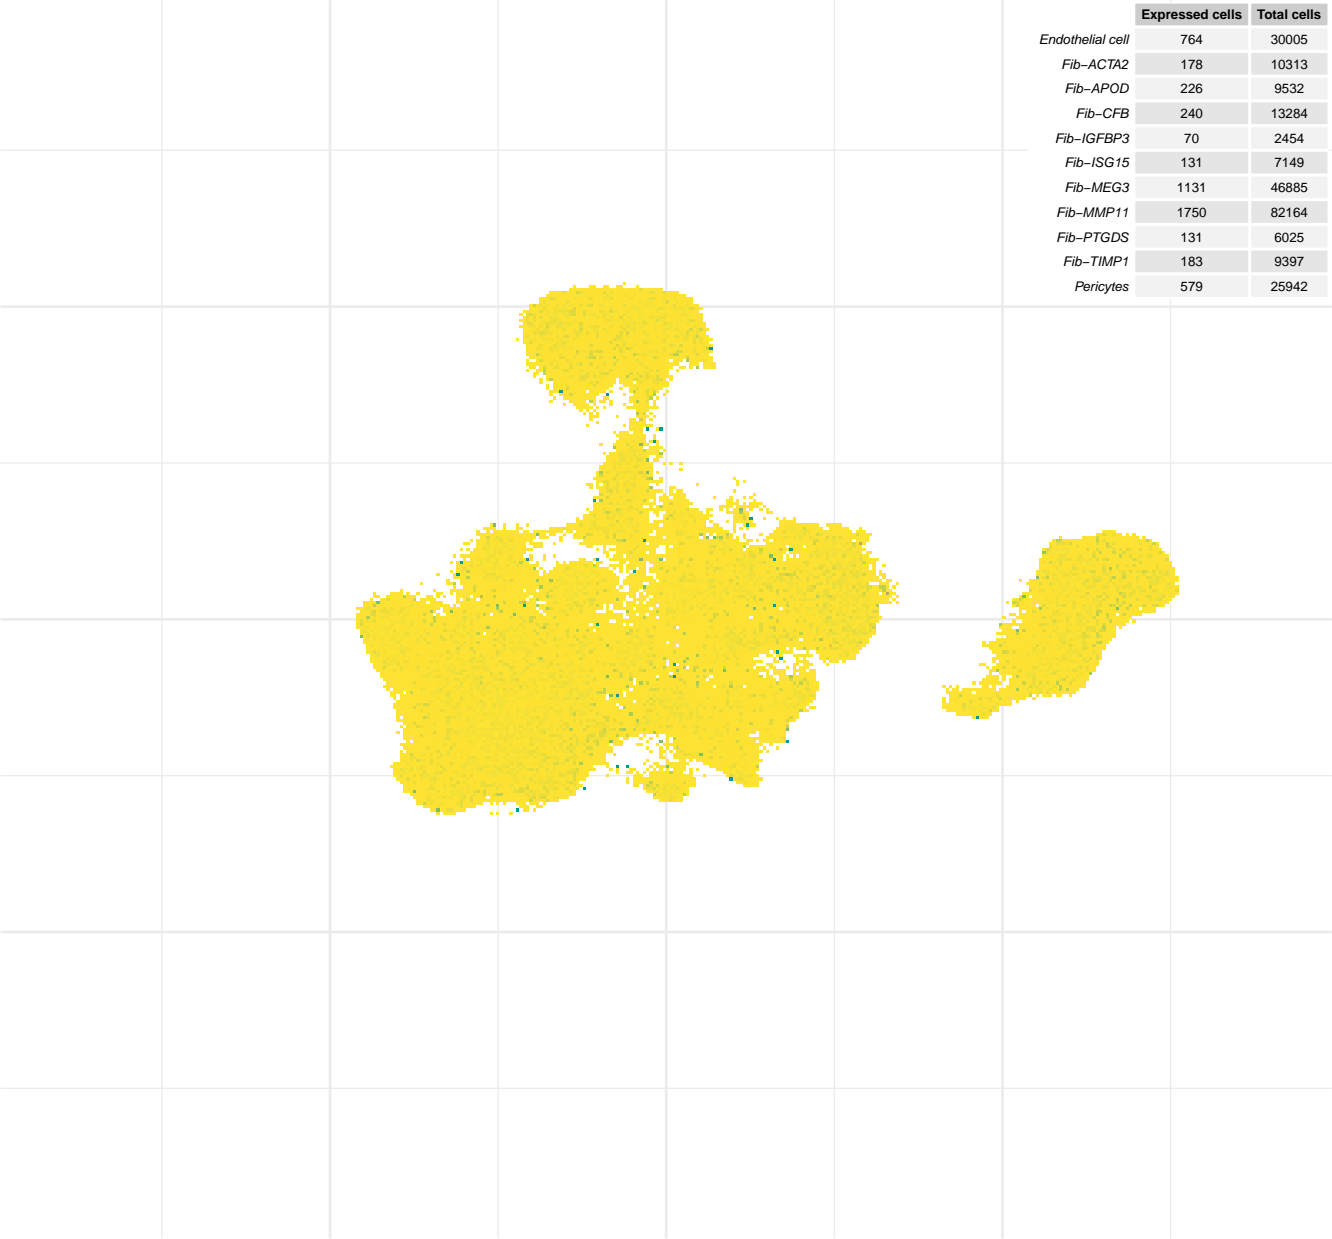 Expressed cells Total cells
Endothelial cell 764 30005
Fib−ACTA2 178 10313
Fib−APOD 226 9532
Fib−CFB 240 13284
Fib−IGFBP3 70 2454
Fib−ISG15 131 7149
Fib−MEG3 1131 46885
Fib−MMP11 1750 82164
Fib−PTGDS 131 6025
Fib−TIMP1 183 9397
Pericytes 579 25942